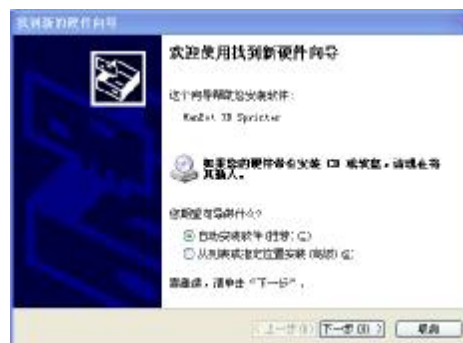 找到新的硬件向导
欢迎使用找到新硬件向导
这个向导帮助您安装软件:
如果您的硬件带有安装 CD 或软盘，请现在将
其插入。
您期望向导做什么?
自动安装软件(推荐)(I)
从列表或指定位置安装(高级)(S)
要继续，请单击“下一步”。
<上一步(B)
下一步(N) >
取消